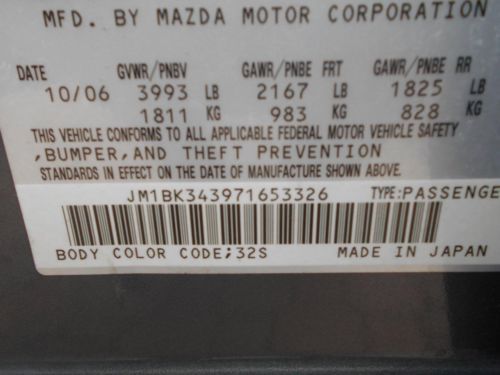 MFD. BY MAZDA MOTOR CORPORATION
DATE GVWR/PNBV GAWR/PNBE FRT GAWR/PNBE RR
10/06 3993 LB 2167 LB 1825 LB
1811 KG 983 KG 828 KG
THIS VEHICLE CONFORMS TO ALL APPLICABLE FEDERAL MOTOR VEHICLE SAFETY
,BUMPER,AND THEFT PREVENTION
STANDARDS IN EFFECT ON THE DATE OF MANUFACTURE SHOWN ABOVE.
JM1BK343971653326 TYPE:PASSENGE
BODY COLOR CODE;32S MADE IN JAPAN